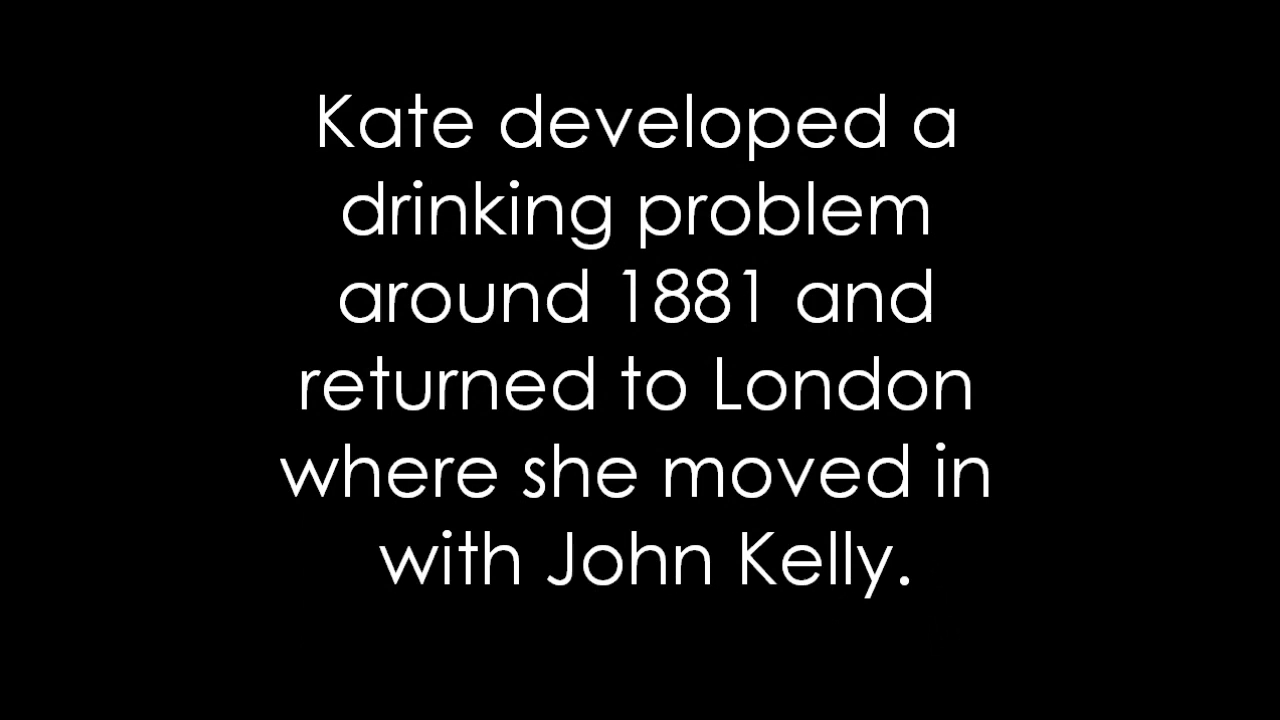 Kate developed a
drinking problem
around 1881 and
returned to London
where she moved in
with John Kelly.